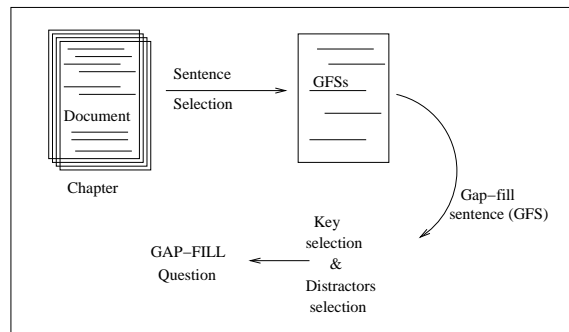 Sentence
Selection
Document
Chapter
GFSs
Gap−fill
sentence (GFS)
Key
selection
&
Distractors
selection
GAP−FILL
Question